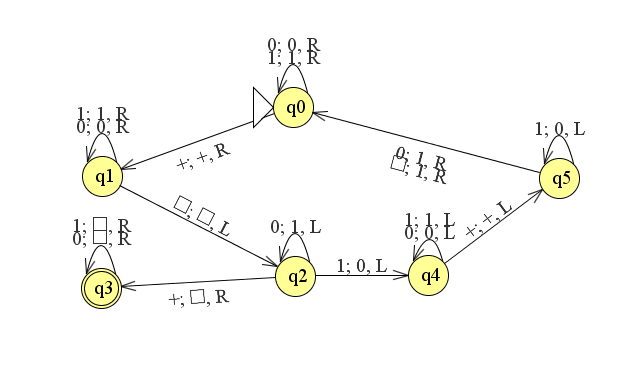 0; 0, R
1; 1, R
q0
1; 1, R
0; 0, R
q1
+; +, R
0; 1, R
□; 1, R
1; 0, L
q5
□; □, L
1; □, R
0; □, R
q3
+; □, R
0; 1, L
q2
1; 0, L
1; 1, L
0; 0, L
q4
+; +, L